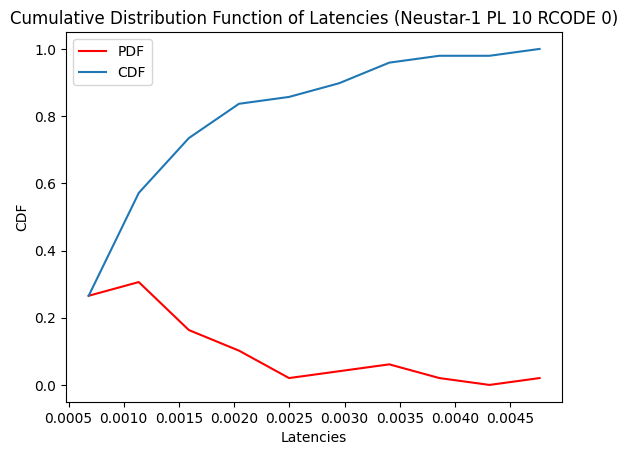 Cumulative Distribution Function of Latencies (Neustar-1 PL 10 RCODE 0)
PDF
CDF
1.0
0.8
0.6
0.4
0.2
0.0
CDF
0.0005 0.0010 0.0015 0.0020 0.0025 0.0030 0.0035 0.0040 0.0045
Latencies